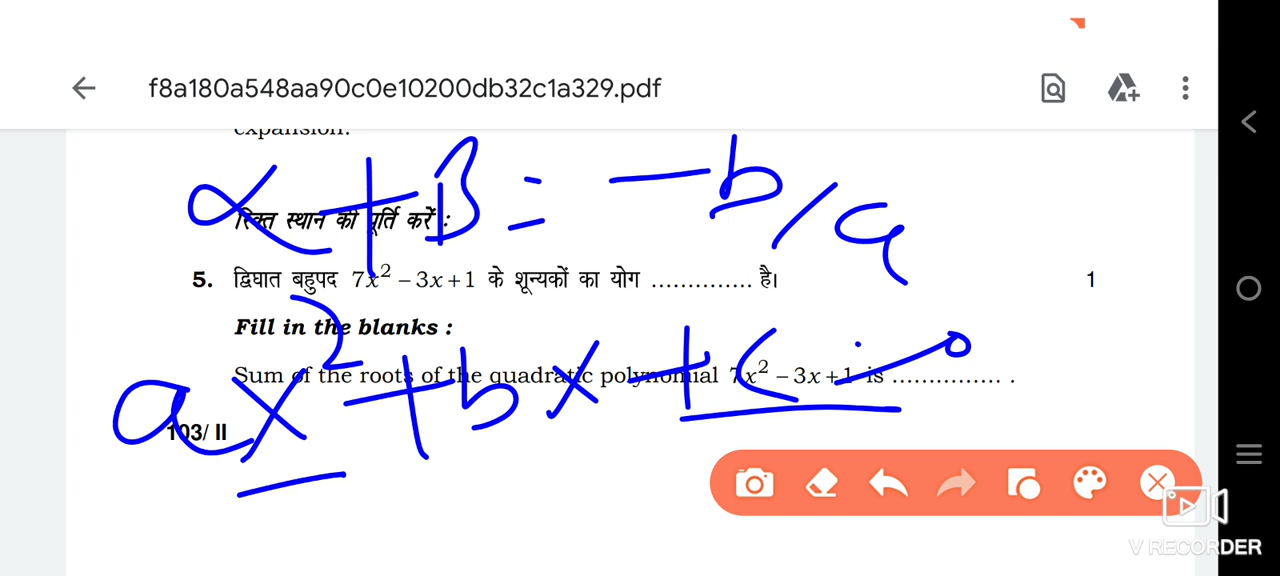 f8a180a548aa90c0e10200db32c1a329.pdf
expansion.
α + β = - b / a
रिक्त स्थान की पूर्ति करें :
5. द्विघात बहुपद 7x² – 3x + 1 के शून्यकों का योग .............. है। 1
Fill in the blanks :
Sum of the roots of the quadratic polynomial 7x² – 3x + 1 is ............... .
ax² + bx + c = 0
103/ II
V RECORDER